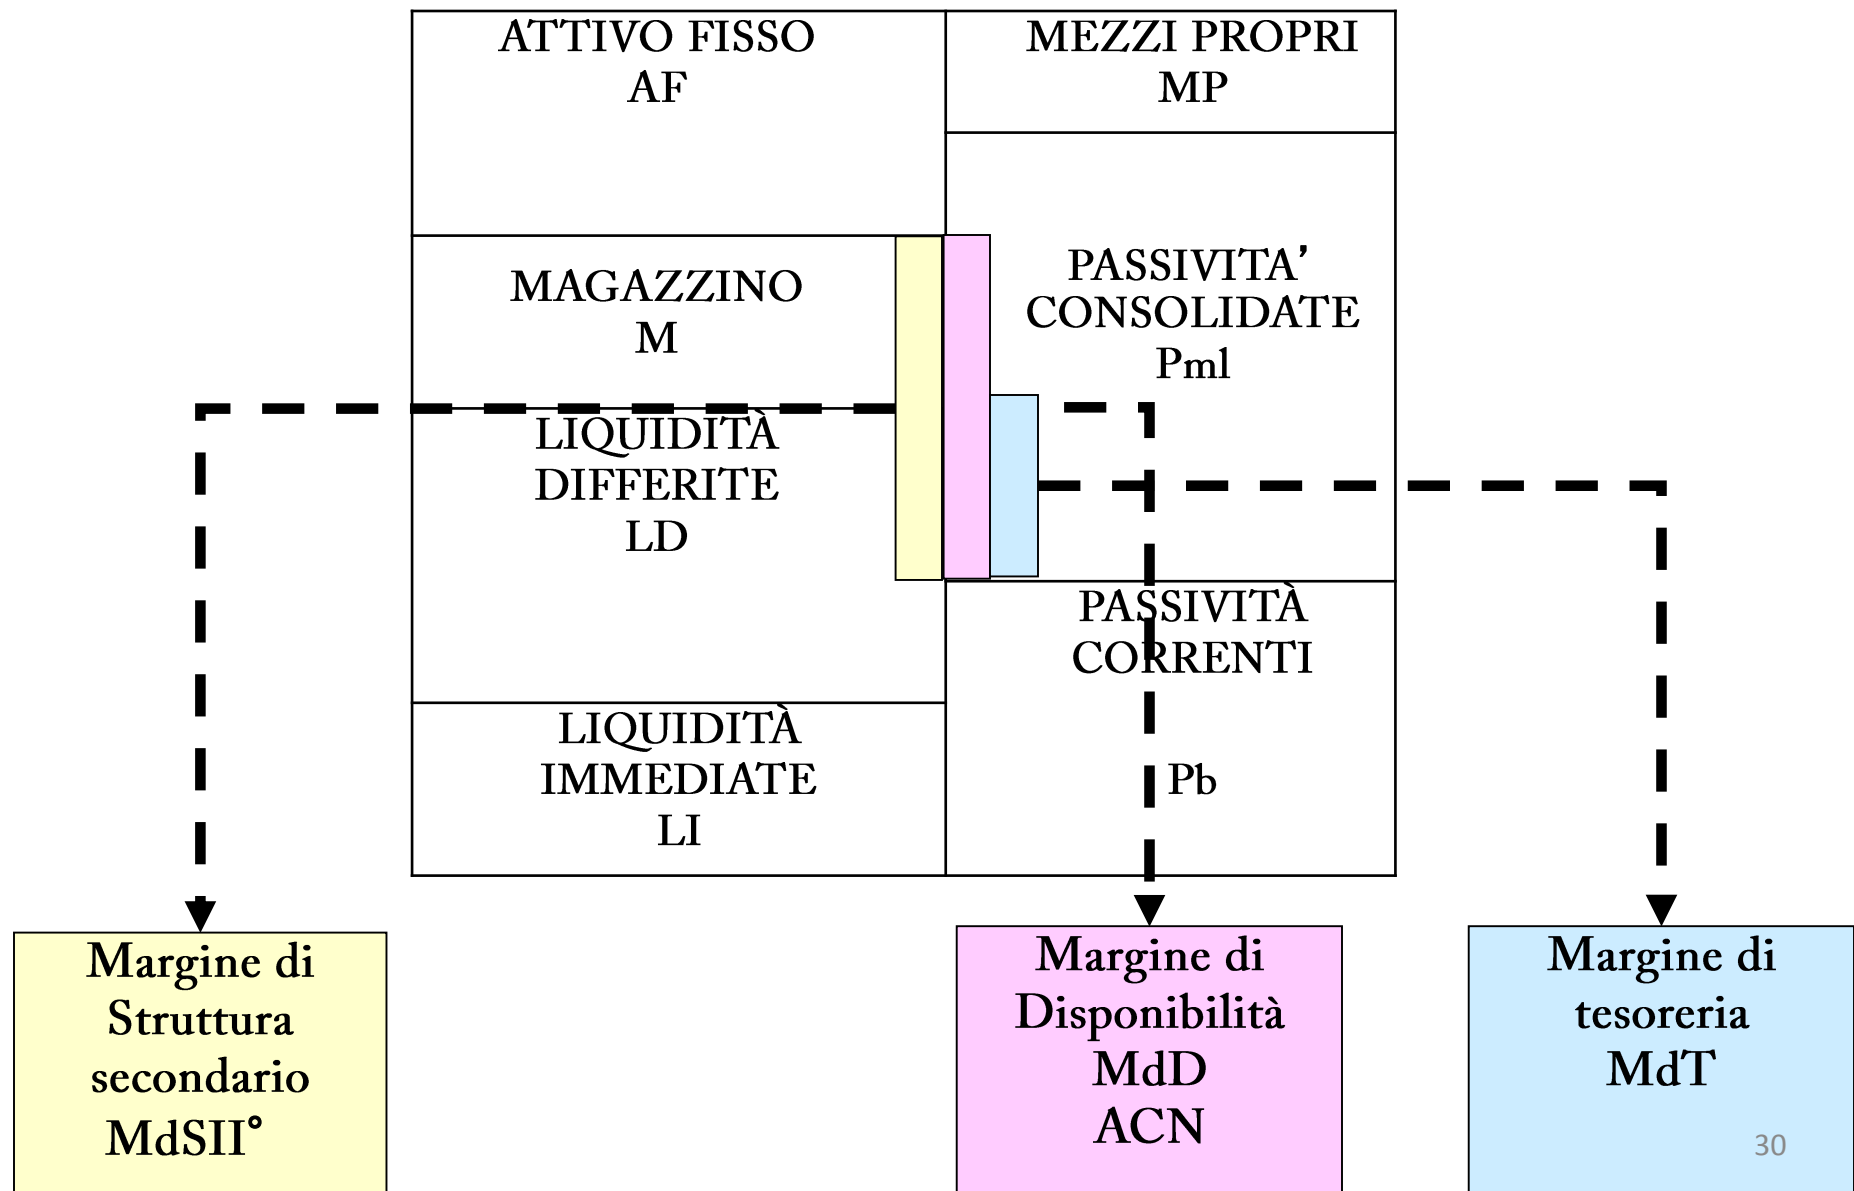 ATTIVO FISSO
AF
MEZZI PROPRI
MP
MAGAZZINO
M
PASSIVITA’
CONSOLIDATE
Pml
LIQUIDITÀ
DIFFERITE
LD
PASSIVITÀ
CORRENTI
Pb
LIQUIDITÀ
IMMEDIATE
LI
Margine di
Struttura
secondario
MdSII°
Margine di
Disponibilità
MdD
ACN
Margine di
tesoreria
MdT
30